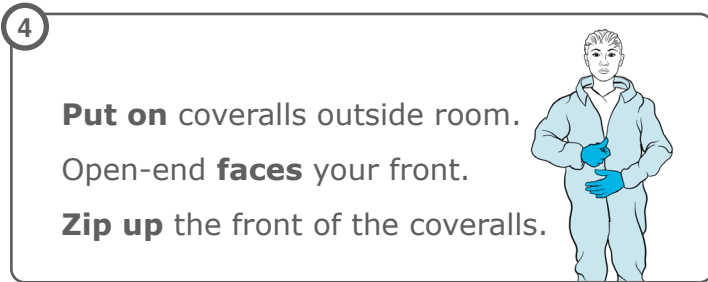 4
Put on coveralls outside room.
Open-end faces your front.
Zip up the front of the coveralls.